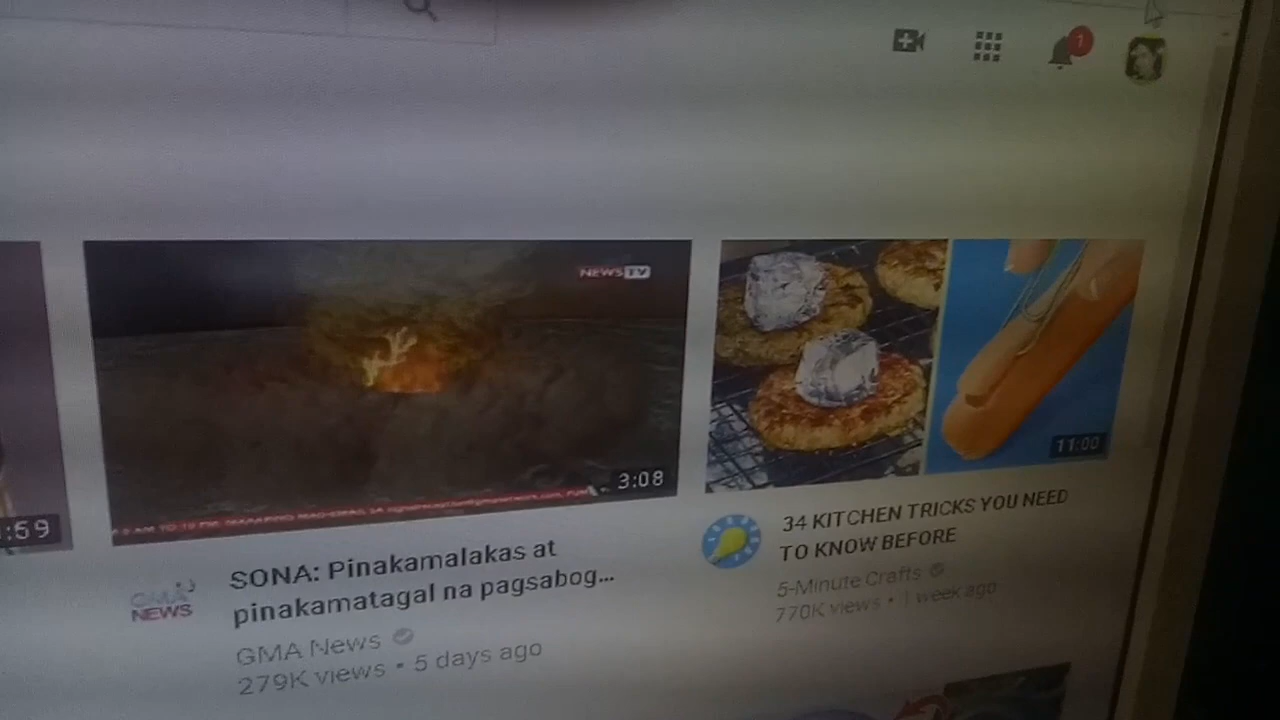 1
NEWS TV
3:08
11:00
:59
SONA: Pinakamalakas at
pinakamatagal na pagsabog...
GMA NEWS
GMA News
279K views • 5 days ago
34 KITCHEN TRICKS YOU NEED
TO KNOW BEFORE
5-Minute Crafts
770K views • 1 week ago